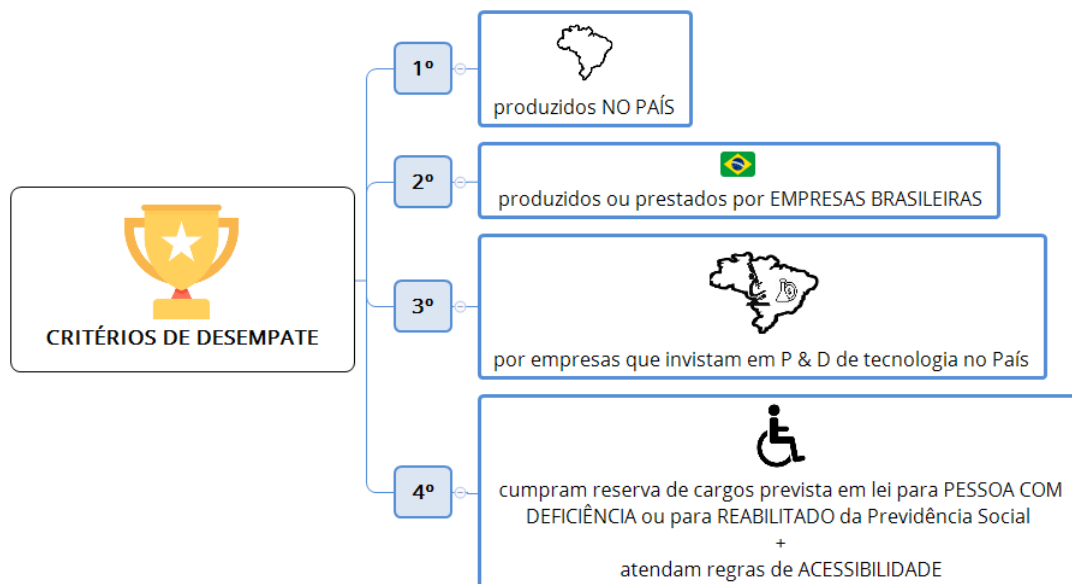 CRITÉRIOS DE DESEMPATE
1º
produzidos NO PAÍS
2º
produzidos ou prestados por EMPRESAS BRASILEIRAS
3º
por empresas que invistam em P & D de tecnologia no País
4º
cumpram reserva de cargos prevista em lei para PESSOA COM
DEFICIÊNCIA ou para REABILITADO da Previdência Social
+
atendam regras de ACESSIBILIDADE